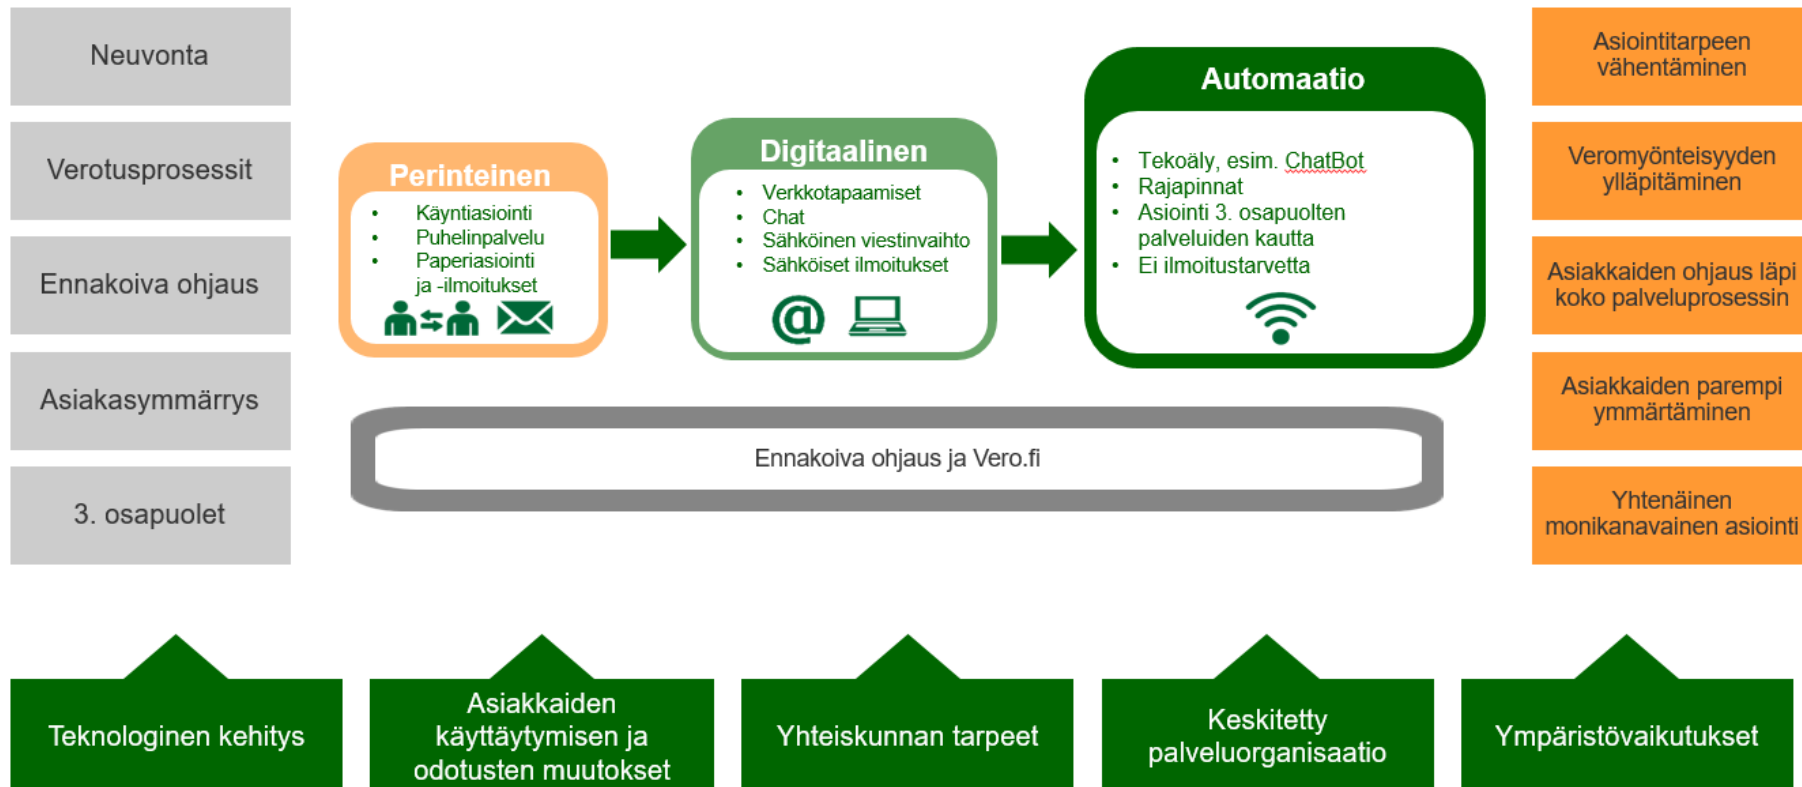 Neuvonta
Verotusprosessit
Ennakoiva ohjaus
Asiakasymmärrys
3. osapuolet
Perinteinen
• Käyntiasiointi
• Puhelinpalvelu
• Paperiasiointi
ja -ilmoitukset
Digitaalinen
• Verkkotapaamiset
• Chat
• Sähköinen viestinvaihto
• Sähköiset ilmoitukset
@
Automaatio
• Tekoäly, esim. ChatBot
• Rajapinnat
• Asiointi 3. osapuolten
palveluiden kautta
• Ei ilmoitustarvetta
Ennakoiva ohjaus ja Vero.fi
Asiointitarpeen
vähentäminen
Veromyönteisyyden
ylläpitäminen
Asiakkaiden ohjaus läpi
koko palveluprosessin
Asiakkaiden parempi
ymmärtäminen
Yhtenäinen
monikanavainen asiointi
Teknologinen kehitys
Asiakkaiden
käyttäytymisen ja
odotusten muutokset
Yhteiskunnan tarpeet
Keskitetty
palveluorganisaatio
Ympäristövaikutukset